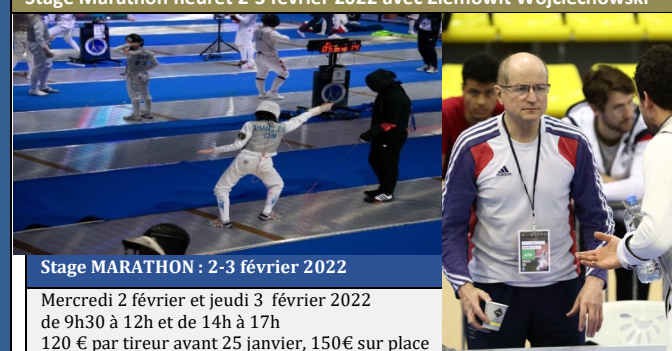 Stage Marathon fleuret 2-3 février 2022 avec Ziemowit Wojciechowski
adidas
Stage MARATHON : 2-3 février 2022
Mercredi 2 février et jeudi 3 février 2022
de 9h30 à 12h et de 14h à 17h
120 € par tireur avant 25 janvier, 150€ sur place